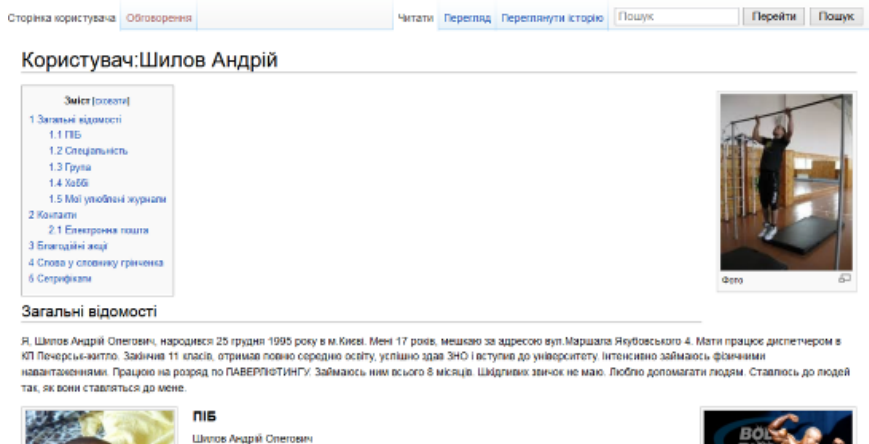 Сторінка користувача Обговорення Читати Перегляд Переглянути історію Пошук Перейти Пошук
Користувач:Шилов Андрій
Зміст [сховати]
1 Загальні відомості
1.1 ПІБ
1.2 Спеціальність
1.3 Група
1.4 Хоббі
1.5 Мої улюблені журнали
2 Контакти
2.1 Електронна пошта
3 Благодійні акції
4 Слова у словнику грінченка
5 Сетрифікати
Фото
Загальні відомості
Я, Шилов Андрій Олегович, народився 25 грудня 1995 року в м.Києві. Мені 17 років, мешкаю за адресою вул.Маршала Якубовського 4. Мати працює диспетчером в
КП Печерськ-житло. Закінчив 11 класів, отримав повню середню освіту, успішно здав ЗНО і вступив до університету. Інтенсивно займаюсь фізичними
навантаженнями. Працюю на розряд по ПАВЕРЛІФТИНГУ. Займаюсь ним всього 8 місяців. Шкідливих звичок не маю. Люблю допомагати людям. Ставлюсь до людей
так, як вони ставляться до мене.
ПІБ
Шилов Андрій Олегович